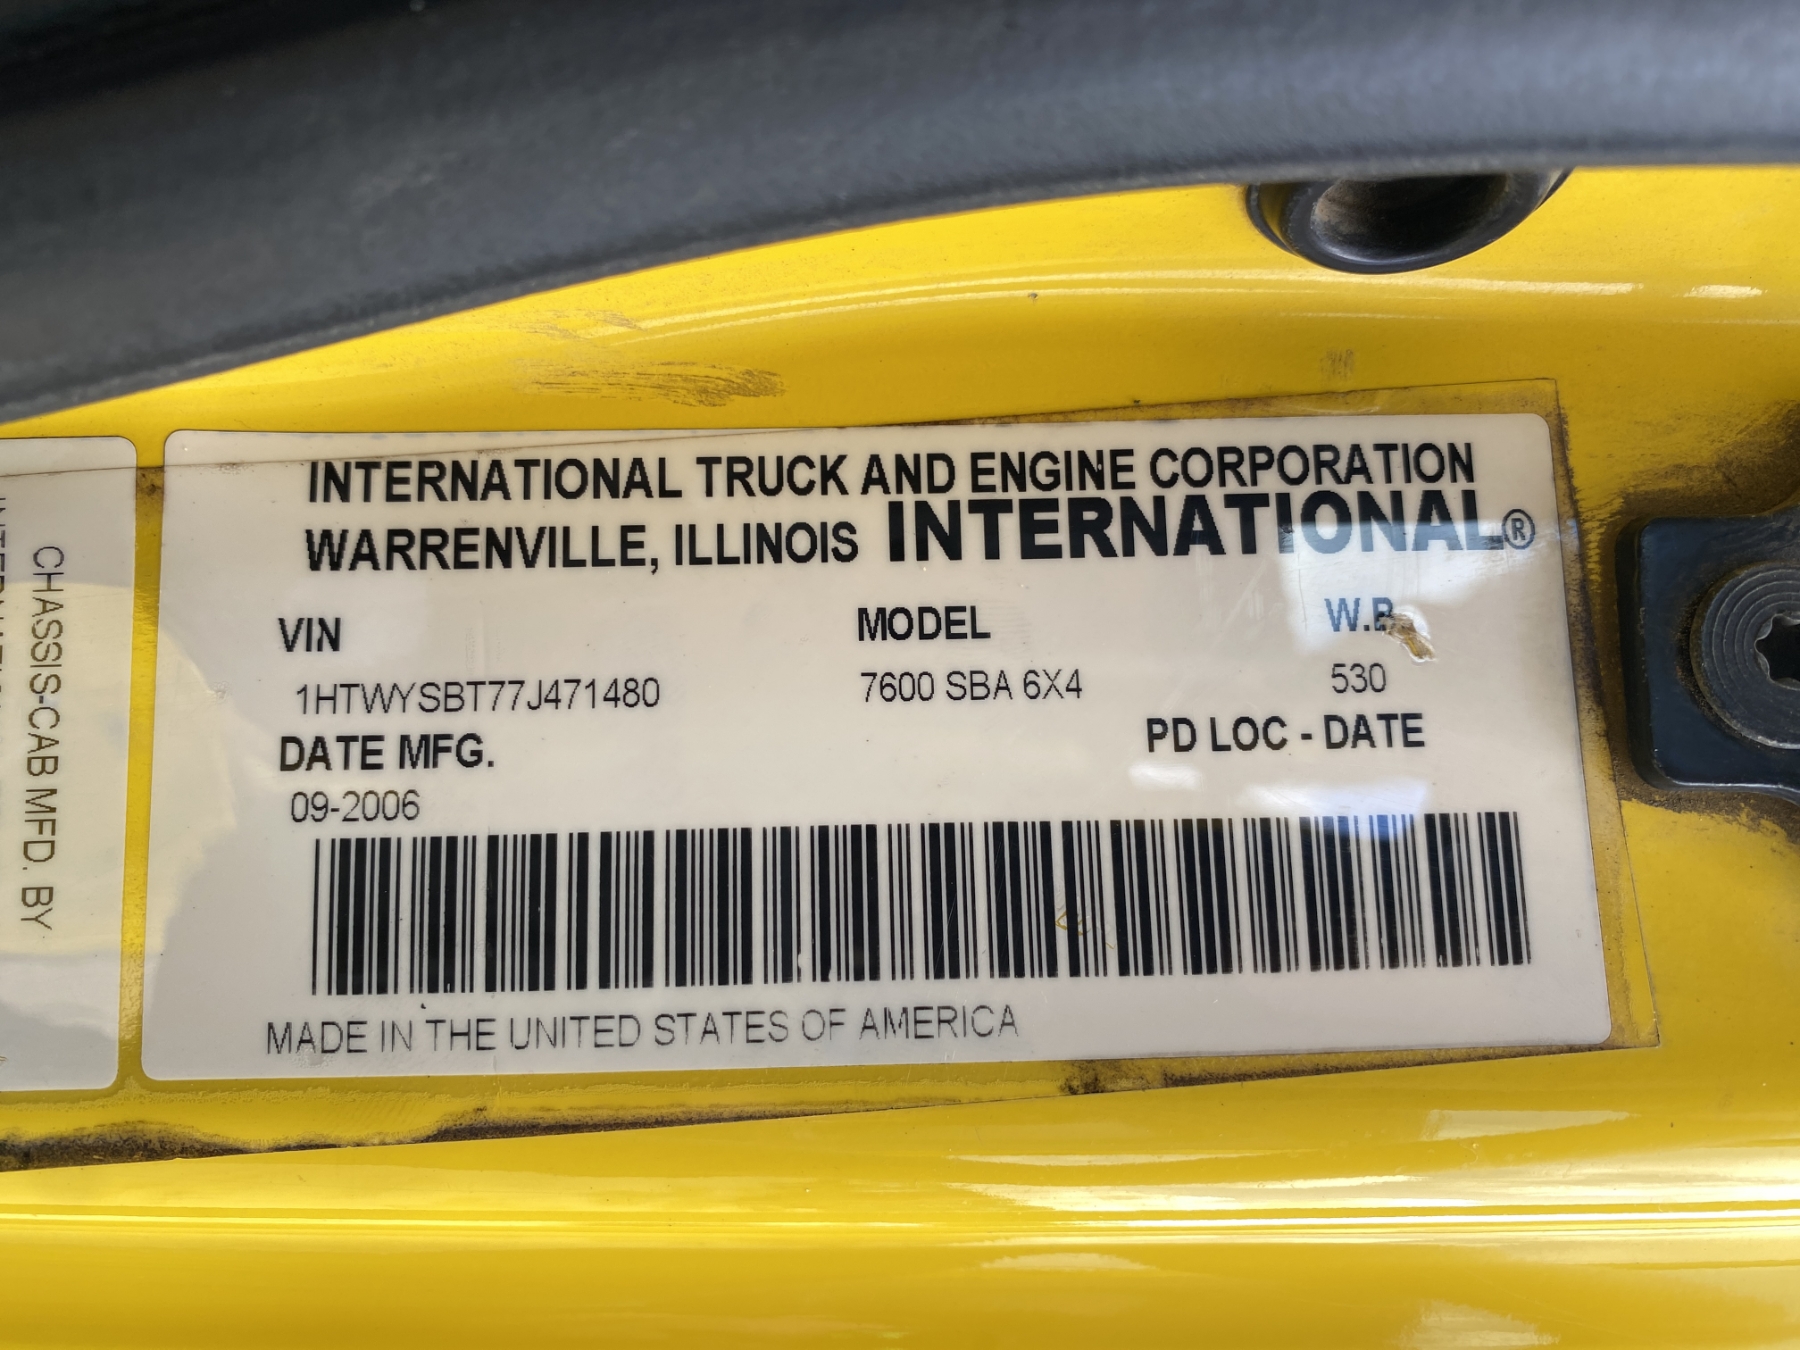 INTERNATIONAL TRUCK AND ENGINE CORPORATION
WARRENVILLE, ILLINOIS INTERNATIONAL®
VIN MODEL W.B
1HTWYSBT77J471480 7600 SBA 6X4 530
DATE MFG. PD LOC - DATE
09-2006
MADE IN THE UNITED STATES OF AMERICA
CHASSIS-CAB MFD. BY